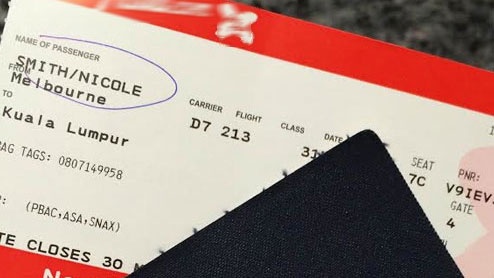 NAME OF PASSENGER
SMITH/NICOLE
FROM
Melbourne
TO
Kuala Lumpur
CARRIER FLIGHT CLASS DATE
D7 213
SEAT PNR:
7C V9IEV
GATE
4
BAG TAGS: 0807149958
(PBAC,ASA,SNAX)
TE CLOSES 30